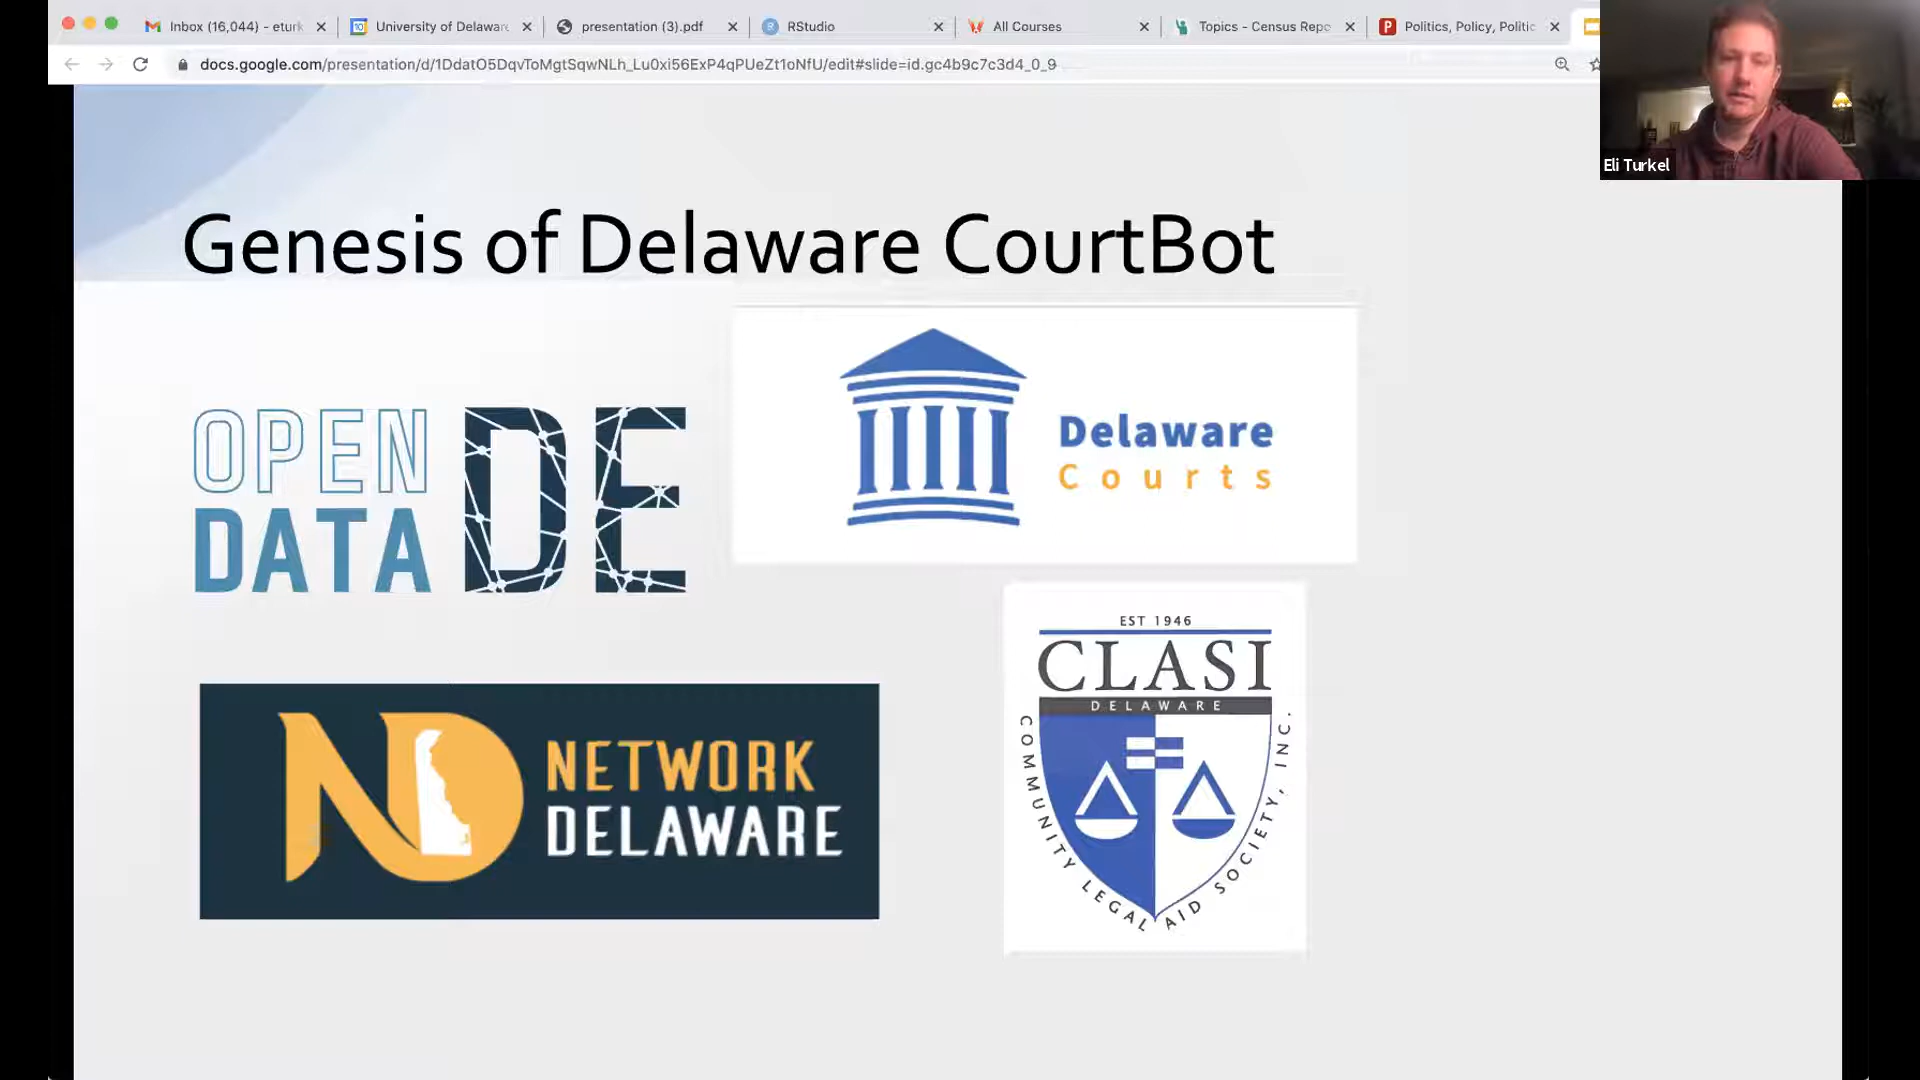 Inbox (16,044) - eturk
University of Delaware
presentation (3).pdf
RStudio
All Courses
Topics - Census Repo
Politics, Policy, Politic
docs.google.com/presentation/d/1DdatO5DqvToMgtSqwNLh_Lu0xi56ExP4qPUeZt1oNfU/edit#slide=id.gc4b9c7c3d4_0_9
Eli Turkel
Genesis of Delaware CourtBot
OPEN
DATA
DE
Delaware
Courts
NETWORK
DELAWARE
EST 1946
CLASI
DELAWARE
COMMUNITY LEGAL AID SOCIETY, INC.